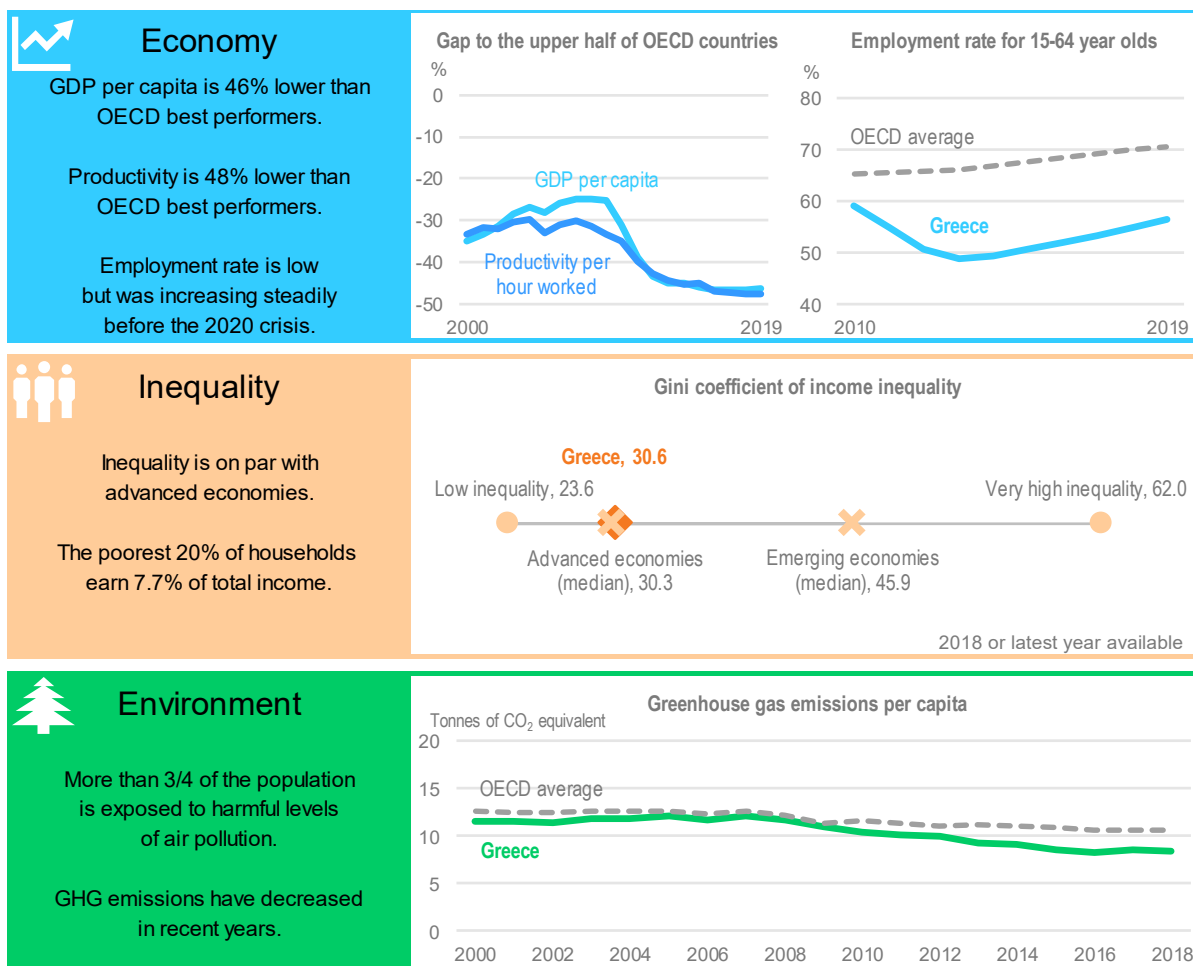 Economy
GDP per capita is 46% lower than
OECD best performers.
Productivity is 48% lower than
OECD best performers.
Employment rate is low
but was increasing steadily
before the 2020 crisis.
Gap to the upper half of OECD countries
%
0
-10
-20
-30
-40
-50
GDP per capita
Productivity per
hour worked
2000
2019
Employment rate for 15-64 year olds
%
80
70
60
50
40
OECD average
Greece
2010
2019
Inequality
Inequality is on par with
advanced economies.
The poorest 20% of households
earn 7.7% of total income.
Gini coefficient of income inequality
Greece, 30.6
Low inequality, 23.6
Very high inequality, 62.0
Advanced economies
(median), 30.3
Emerging economies
(median), 45.9
2018 or latest year available
Environment
More than 3/4 of the population
is exposed to harmful levels
of air pollution.
GHG emissions have decreased
in recent years.
Greenhouse gas emissions per capita
Tonnes of CO₂ equivalent
20
15
10
5
0
OECD average
Greece
2000 2002 2004 2006 2008 2010 2012 2014 2016 2018